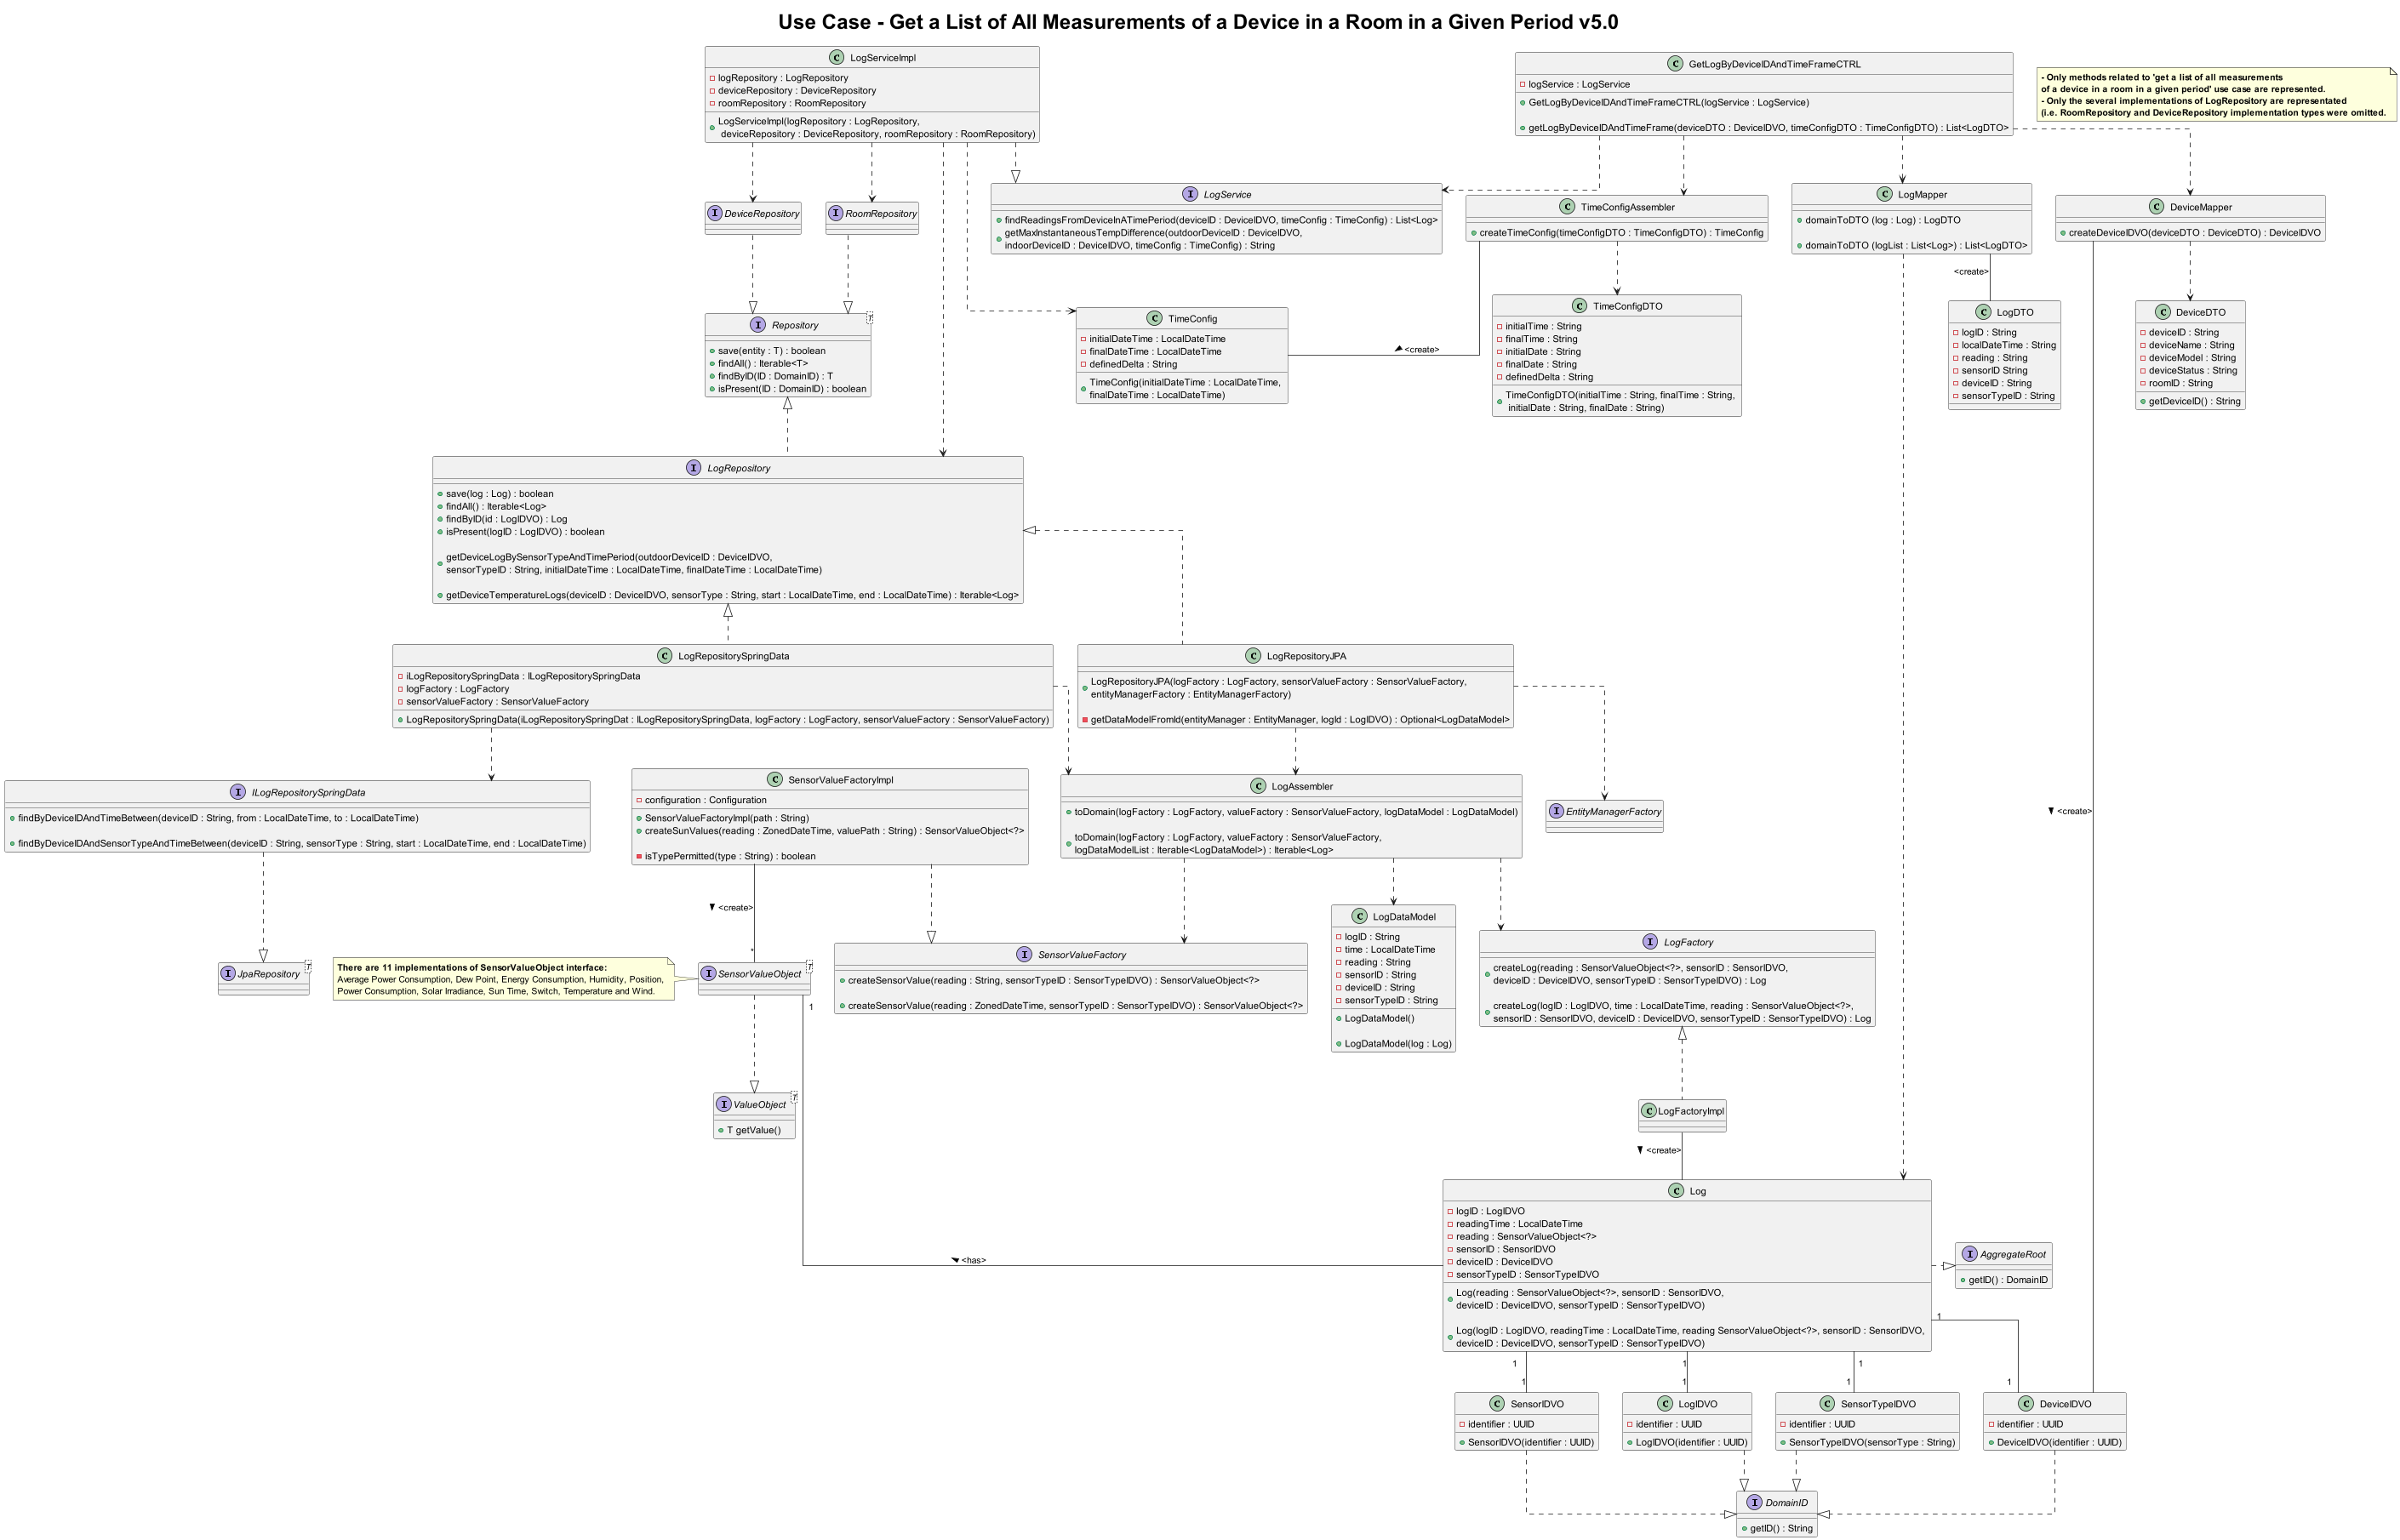 Use Case - Get a List of All Measurements of a Device in a Room in a Given Period v5.0
C LogServiceImpl
logRepository : LogRepository
deviceRepository : DeviceRepository
roomRepository : RoomRepository
LogServiceImpl(logRepository : LogRepository,
deviceRepository : DeviceRepository, roomRepository : RoomRepository)
C GetLogByDeviceIDAndTimeFrameCTRL
logService : LogService
GetLogByDeviceIDAndTimeFrameCTRL(logService : LogService)
getLogByDeviceIDAndTimeFrame(deviceDTO : DeviceIDVO, timeConfigDTO : TimeConfigDTO) : List<LogDTO>
- Only methods related to 'get a list of all measurements
of a device in a room in a given period' use case are represented.
- Only the several implementations of LogRepository are representated
(i.e. RoomRepository and DeviceRepository implementation types were omitted.
I DeviceRepository
I RoomRepository
I LogService
findReadingsFromDeviceInATimePeriod(deviceID : DeviceIDVO, timeConfig : TimeConfig) : List<Log>
getMaxInstantaneousTempDifference(outdoorDeviceID : DeviceIDVO,
indoorDeviceID : DeviceIDVO, timeConfig : TimeConfig) : String
C TimeConfigAssembler
createTimeConfig(timeConfigDTO : TimeConfigDTO) : TimeConfig
C LogMapper
domainToDTO (log : Log) : LogDTO
domainToDTO (logList : List<Log>) : List<LogDTO>
C DeviceMapper
createDeviceIDVO(deviceDTO : DeviceDTO) : DeviceIDVO
<create>
I Repository T
save(entity : T) : boolean
findAll() : Iterable<T>
findByID(ID : DomainID) : T
isPresent(ID : DomainID) : boolean
C TimeConfig
initialDateTime : LocalDateTime
finalDateTime : LocalDateTime
definedDelta : String
TimeConfig(initialDateTime : LocalDateTime,
finalDateTime : LocalDateTime)
<create>
C TimeConfigDTO
initialTime : String
finalTime : String
initialDate : String
finalDate : String
definedDelta : String
TimeConfigDTO(initialTime : String, finalTime : String,
initialDate : String, finalDate : String)
C LogDTO
logID : String
localDateTime : String
reading : String
sensorID String
deviceID : String
sensorTypeID : String
C DeviceDTO
deviceID : String
deviceName : String
deviceModel : String
deviceStatus : String
roomID : String
getDeviceID() : String
I LogRepository
save(log : Log) : boolean
findAll() : Iterable<Log>
findByID(id : LogIDVO) : Log
isPresent(logID : LogIDVO) : boolean
getDeviceLogBySensorTypeAndTimePeriod(outdoorDeviceID : DeviceIDVO,
sensorTypeID : String, initialDateTime : LocalDateTime, finalDateTime : LocalDateTime)
getDeviceTemperatureLogs(deviceID : DeviceIDVO, sensorType : String, start : LocalDateTime, end : LocalDateTime) : Iterable<Log>
C LogRepositorySpringData
iLogRepositorySpringData : ILogRepositorySpringData
logFactory : LogFactory
sensorValueFactory : SensorValueFactory
LogRepositorySpringData(iLogRepositorySpringDat : ILogRepositorySpringData, logFactory : LogFactory, sensorValueFactory : SensorValueFactory)
C LogRepositoryJPA
LogRepositoryJPA(logFactory : LogFactory, sensorValueFactory : SensorValueFactory,
entityManagerFactory : EntityManagerFactory)
getDataModelFromId(entityManager : EntityManager, logId : LogIDVO) : Optional<LogDataModel>
I ILogRepositorySpringData
findByDeviceIDAndTimeBetween(deviceID : String, from : LocalDateTime, to : LocalDateTime)
findByDeviceIDAndSensorTypeAndTimeBetween(deviceID : String, sensorType : String, start : LocalDateTime, end : LocalDateTime)
C SensorValueFactoryImpl
configuration : Configuration
SensorValueFactoryImpl(path : String)
createSunValues(reading : ZonedDateTime, valuePath : String) : SensorValueObject<?>
isTypePermitted(type : String) : boolean
C LogAssembler
toDomain(logFactory : LogFactory, valueFactory : SensorValueFactory, logDataModel : LogDataModel)
toDomain(logFactory : LogFactory, valueFactory : SensorValueFactory,
logDataModelList : Iterable<LogDataModel>) : Iterable<Log>
I EntityManagerFactory
<create>
<create>
*
I JpaRepository T
There are 11 implementations of SensorValueObject interface:
Average Power Consumption, Dew Point, Energy Consumption, Humidity, Position,
Power Consumption, Solar Irradiance, Sun Time, Switch, Temperature and Wind.
I SensorValueObject T
1
I SensorValueFactory
createSensorValue(reading : String, sensorTypeID : SensorTypeIDVO) : SensorValueObject<?>
createSensorValue(reading : ZonedDateTime, sensorTypeID : SensorTypeIDVO) : SensorValueObject<?>
C LogDataModel
logID : String
time : LocalDateTime
reading : String
sensorID : String
deviceID : String
sensorTypeID : String
LogDataModel()
LogDataModel(log : Log)
I LogFactory
createLog(reading : SensorValueObject<?>, sensorID : SensorIDVO,
deviceID : DeviceIDVO, sensorTypeID : SensorTypeIDVO) : Log
createLog(logID : LogIDVO, time : LocalDateTime, reading : SensorValueObject<?>,
sensorID : SensorIDVO, deviceID : DeviceIDVO, sensorTypeID : SensorTypeIDVO) : Log
I ValueObject T
T getValue()
C LogFactoryImpl
<create>
C Log
logID : LogIDVO
readingTime : LocalDateTime
reading : SensorValueObject<?>
sensorID : SensorIDVO
deviceID : DeviceIDVO
sensorTypeID : SensorTypeIDVO
Log(reading : SensorValueObject<?>, sensorID : SensorIDVO,
deviceID : DeviceIDVO, sensorTypeID : SensorTypeIDVO)
Log(logID : LogIDVO, readingTime : LocalDateTime, reading SensorValueObject<?>, sensorID : SensorIDVO,
deviceID : DeviceIDVO, sensorTypeID : SensorTypeIDVO)
<has>
I AggregateRoot
getID() : DomainID
1
1 1 1
1 1 1 1
C SensorIDVO
identifier : UUID
SensorIDVO(identifier : UUID)
C LogIDVO
identifier : UUID
LogIDVO(identifier : UUID)
C SensorTypeIDVO
identifier : UUID
SensorTypeIDVO(sensorType : String)
C DeviceIDVO
identifier : UUID
DeviceIDVO(identifier : UUID)
I DomainID
getID() : String